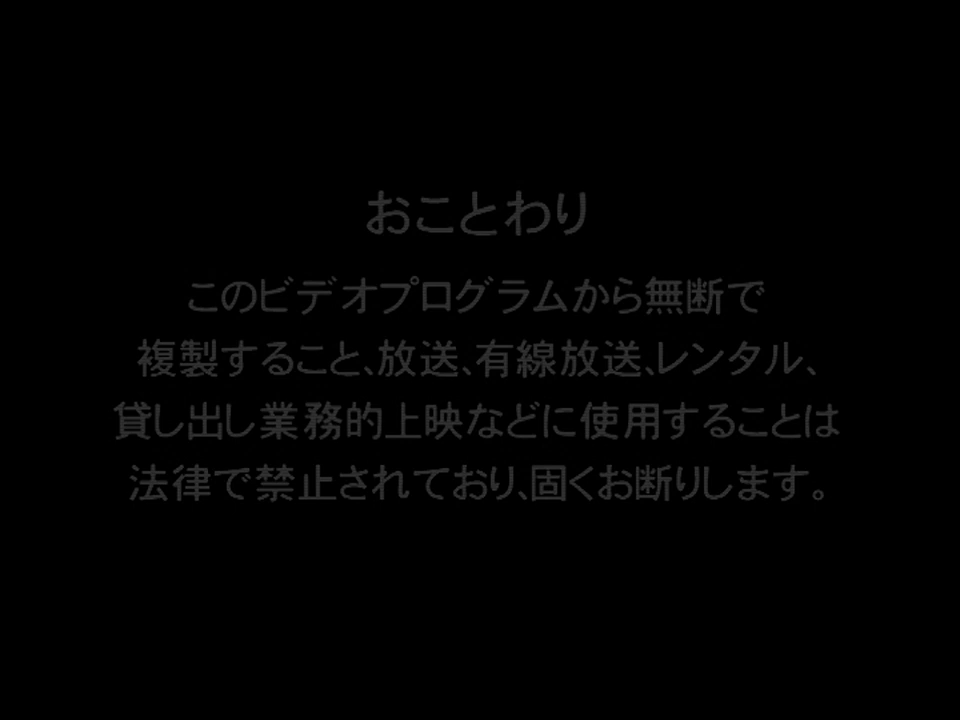 おことわり
このビデオプログラムから無断で
複製すること、放送、有線放送、レンタル、
貸し出し業務的上映などに使用することは
法律で禁止されており、固くお断りします。